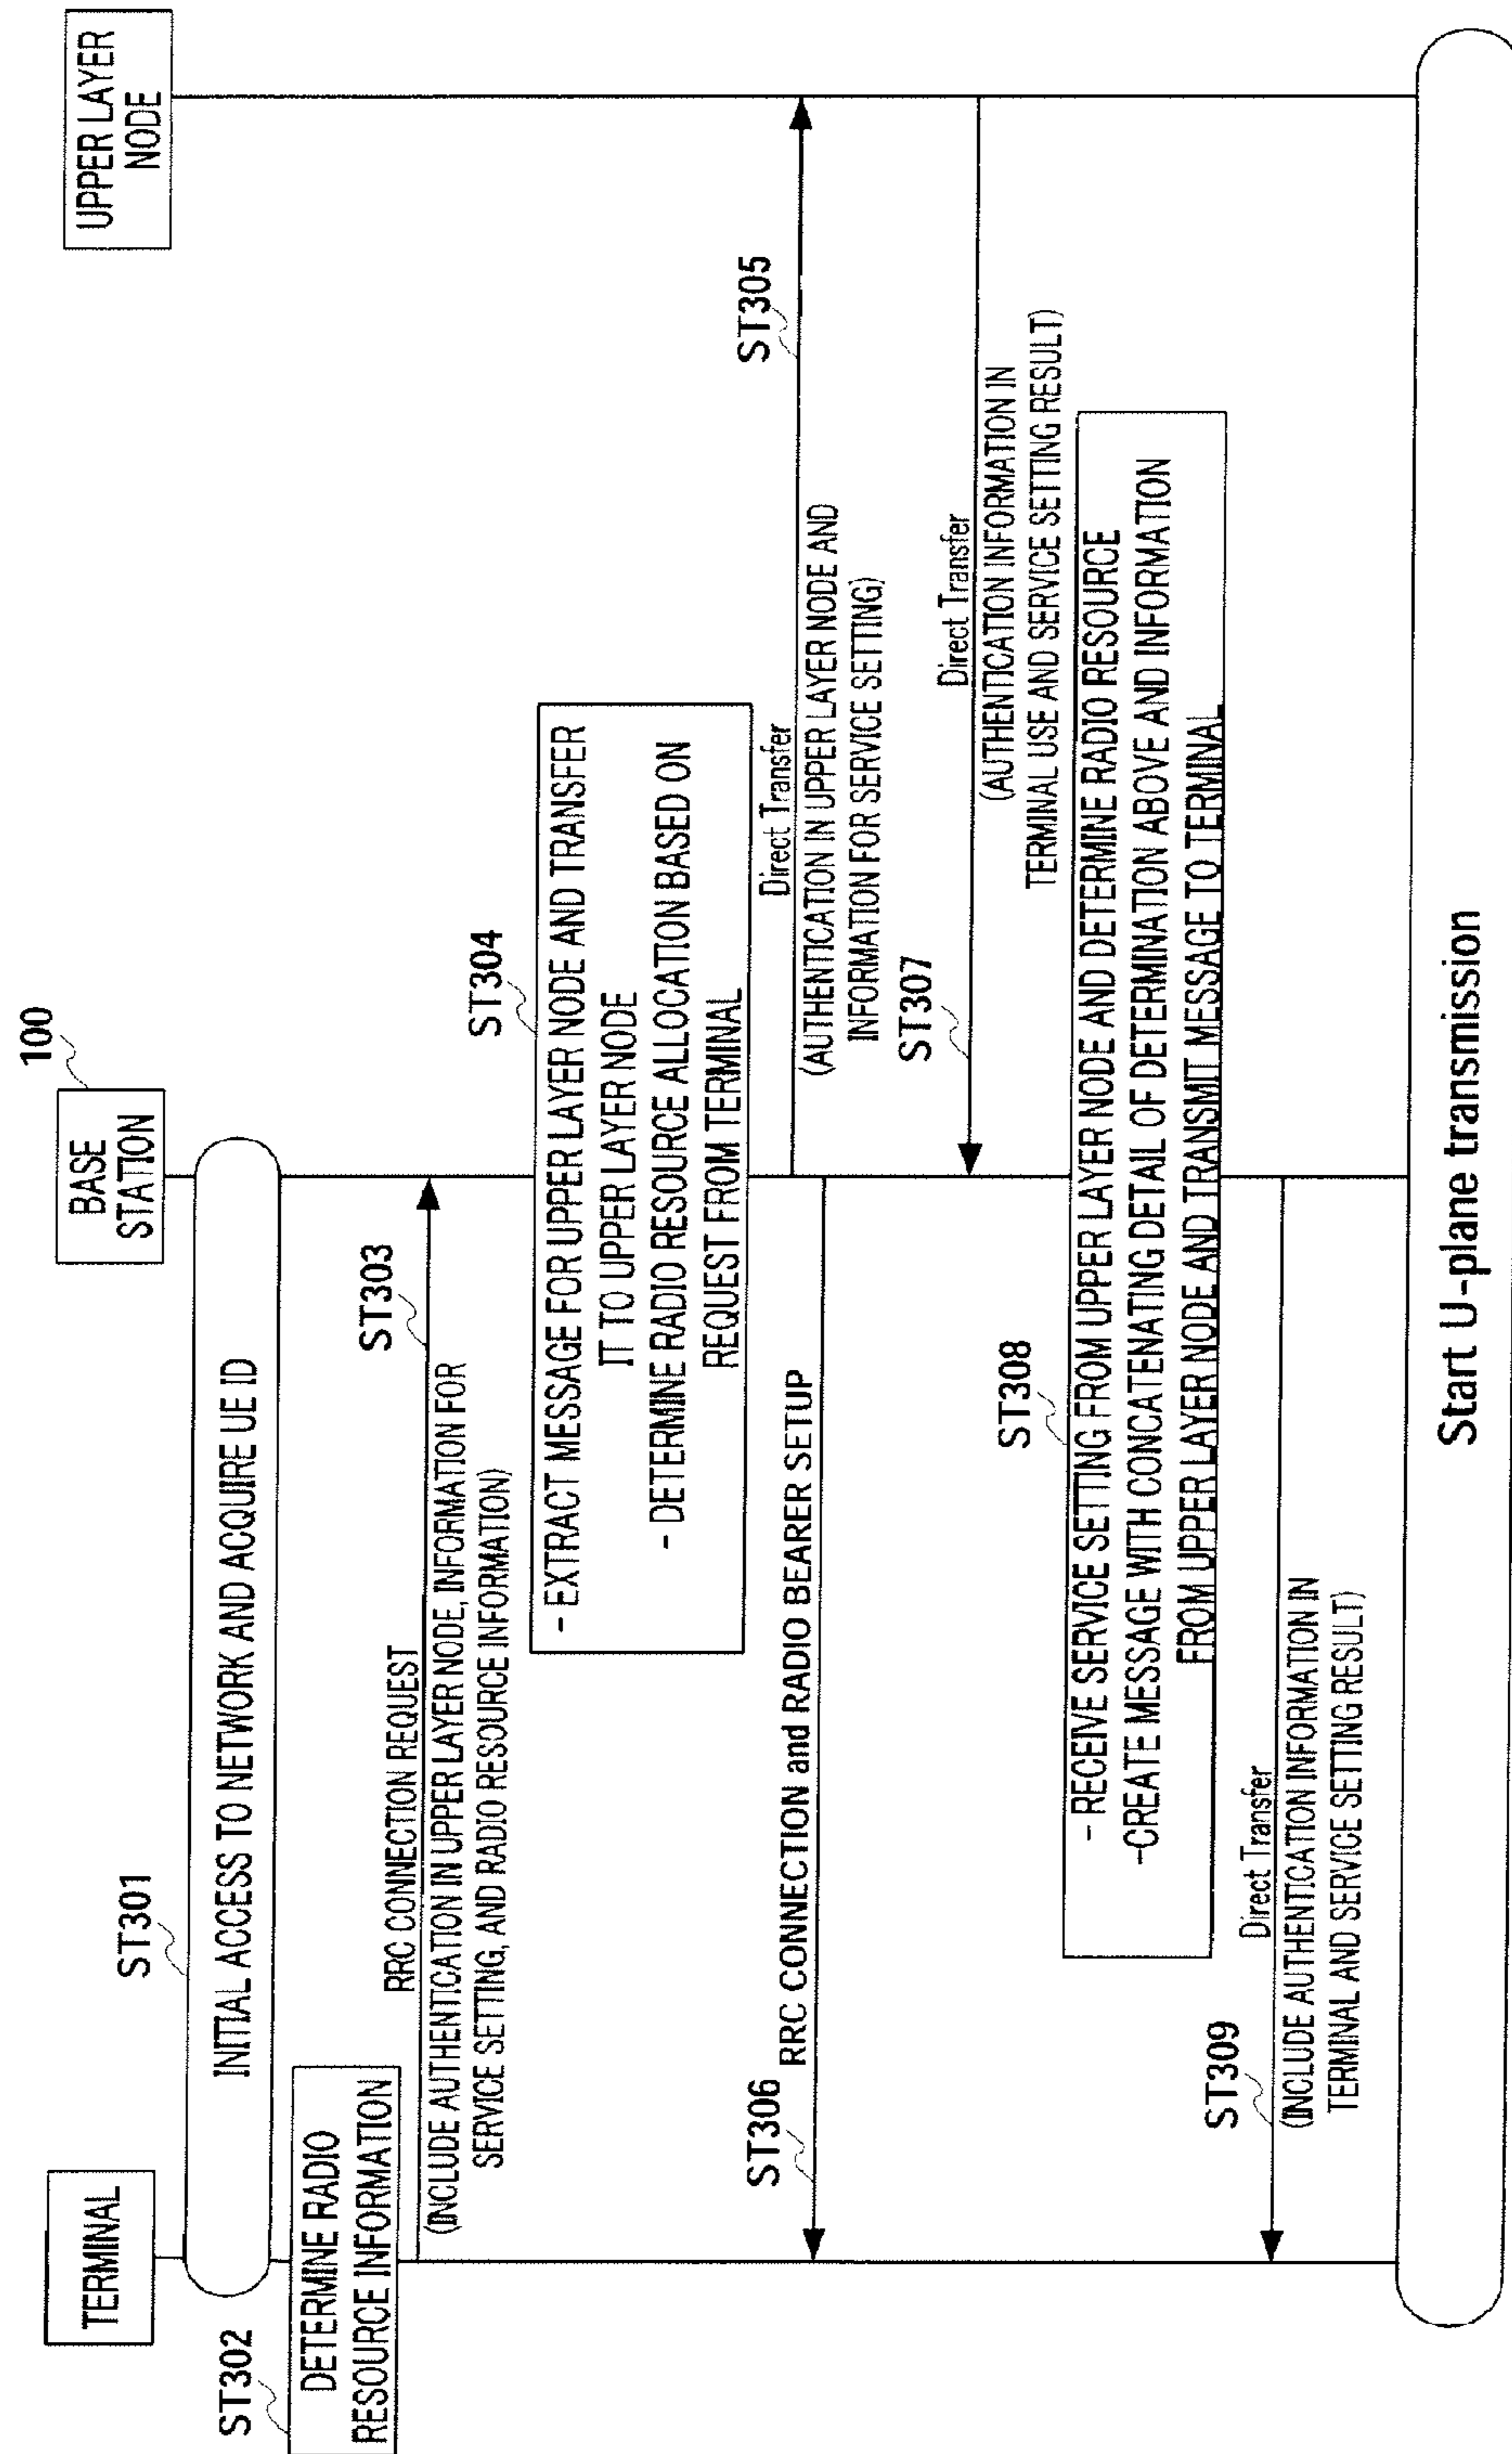 TERMINAL
BASE
STATION
100
UPPER LAYER
NODE
ST301
INITIAL ACCESS TO NETWORK AND ACQUIRE UE ID
ST302
DETERMINE RADIO
RESOURCE INFORMATION
RRC CONNECTION REQUEST
ST303
(INCLUDE AUTHENTICATION IN UPPER LAYER NODE, INFORMATION FOR
SERVICE SETTING, AND RADIO RESOURCE INFORMATION)
ST304
- EXTRACT MESSAGE FOR UPPER LAYER NODE AND TRANSFER
IT TO UPPER LAYER NODE
- DETERMINE RADIO RESOURCE ALLOCATION BASED ON
REQUEST FROM TERMINAL
Direct Transfer
ST305
(AUTHENTICATION IN UPPER LAYER NODE AND
INFORMATION FOR SERVICE SETTING)
ST306
RRC CONNECTION and RADIO BEARER SETUP
ST307
Direct Transfer
(AUTHENTICATION INFORMATION IN
TERMINAL USE AND SERVICE SETTING RESULT)
ST308
- RECEIVE SERVICE SETTING FROM UPPER LAYER NODE AND DETERMINE RADIO RESOURCE
-CREATE MESSAGE WITH CONCATENATING DETAIL OF DETERMINATION ABOVE AND INFORMATION
FROM UPPER LAYER NODE AND TRANSMIT MESSAGE TO TERMINAL
ST309
Direct Transfer
(INCLUDE AUTHENTICATION INFORMATION IN
TERMINAL AND SERVICE SETTING RESULT)
Start U-plane transmission